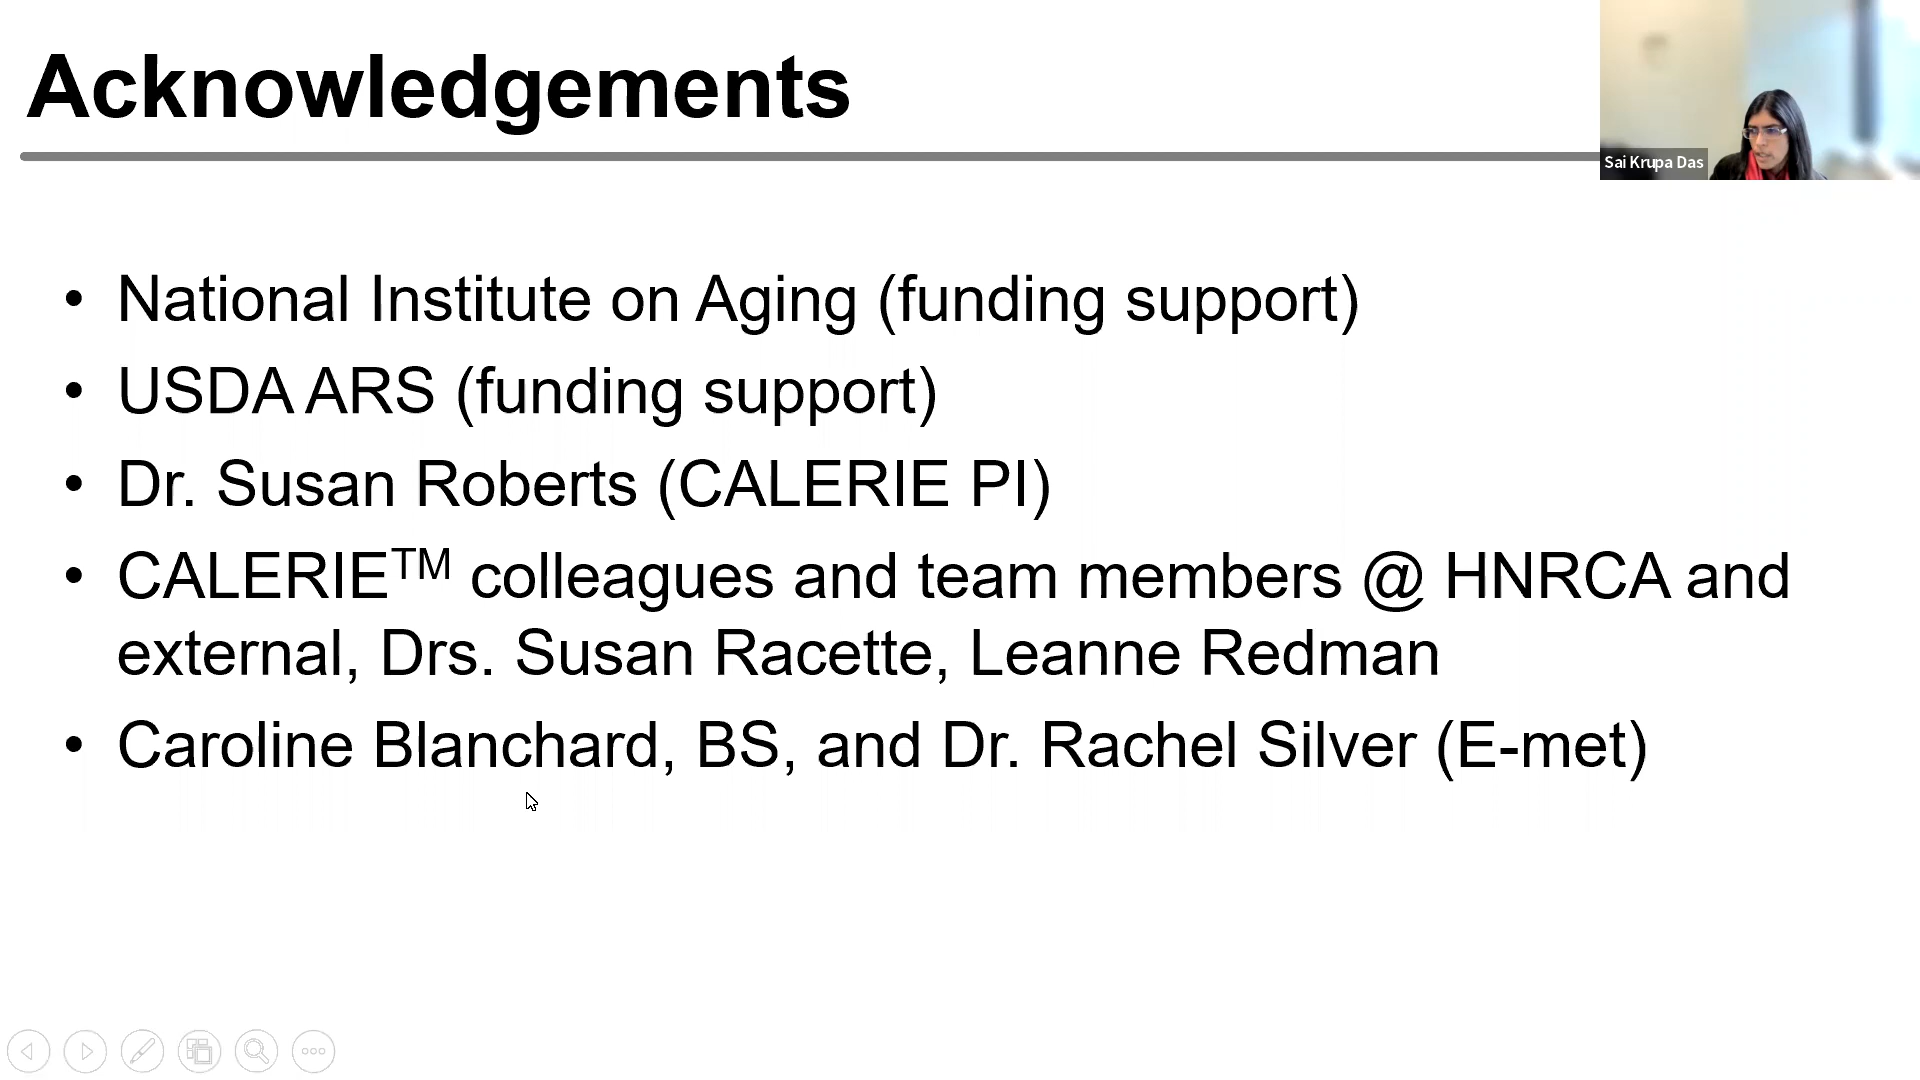 Acknowledgements
Sai Krupa Das
• National Institute on Aging (funding support)
• USDA ARS (funding support)
• Dr. Susan Roberts (CALERIE PI)
• CALERIE™ colleagues and team members @ HNRCA and
external, Drs. Susan Racette, Leanne Redman
• Caroline Blanchard, BS, and Dr. Rachel Silver (E-met)